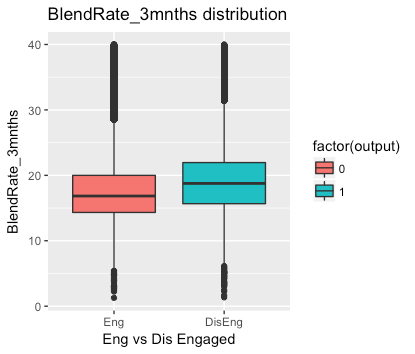 BlendRate_3mnths distribution
BlendRate_3mnths
40
30
20
10
0
Eng
DisEng
Eng vs Dis Engaged
factor(output)
0
1